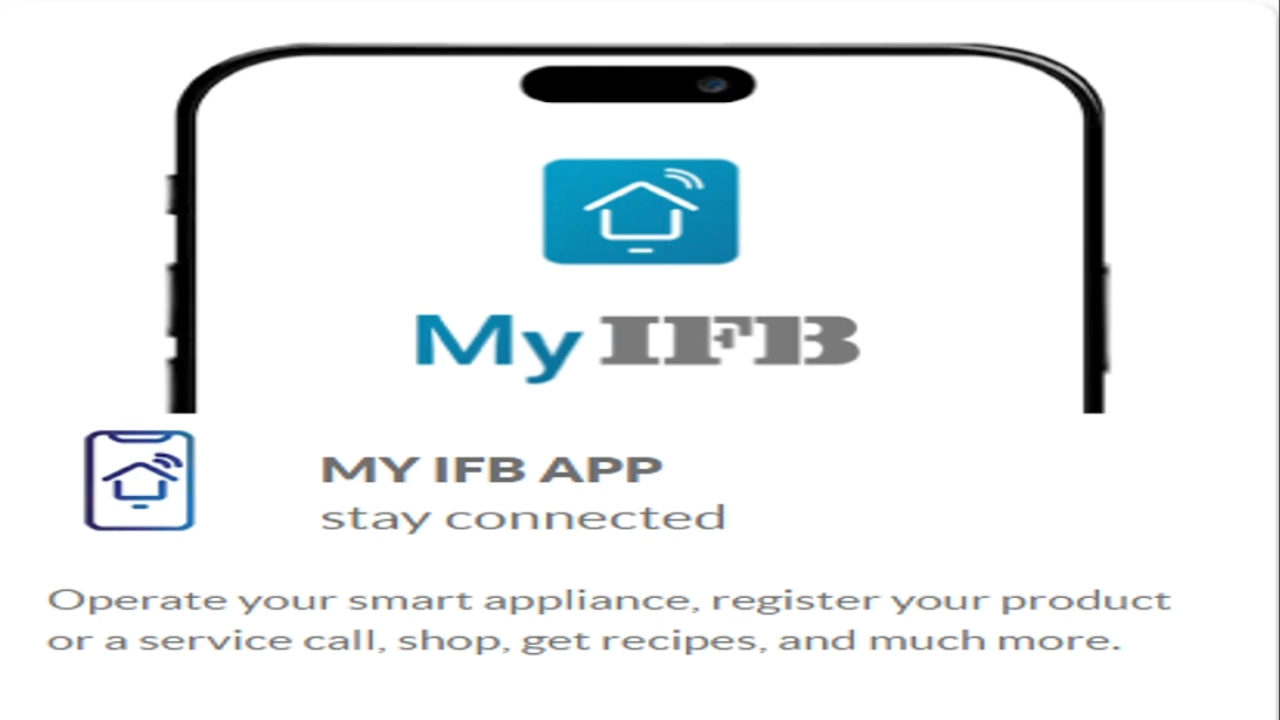 My IFB
MY IFB APP
stay connected
Operate your smart appliance, register your product
or a service call, shop, get recipes, and much more.